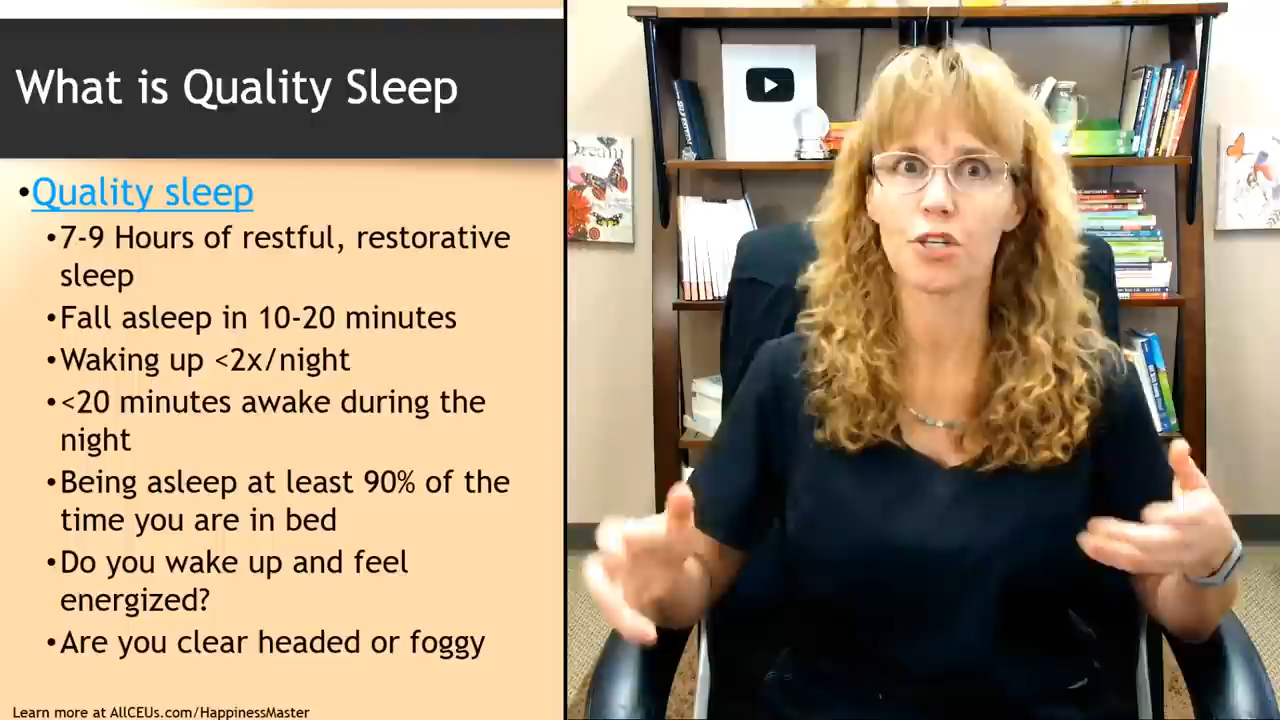 What is Quality Sleep
•Quality sleep
•7-9 Hours of restful, restorative
sleep
•Fall asleep in 10-20 minutes
•Waking up <2x/night
•<20 minutes awake during the
night
•Being asleep at least 90% of the
time you are in bed
•Do you wake up and feel
energized?
•Are you clear headed or foggy
Learn more at AllCEUs.com/HappinessMaster
Dream